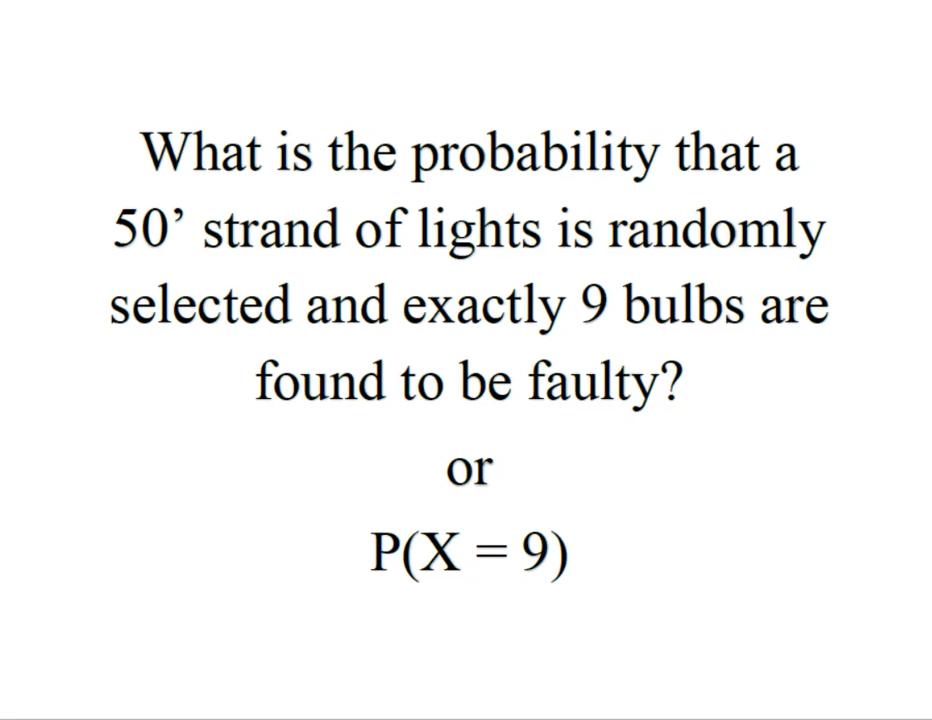 What is the probability that a
50’ strand of lights is randomly
selected and exactly 9 bulbs are
found to be faulty?
or
P(X = 9)